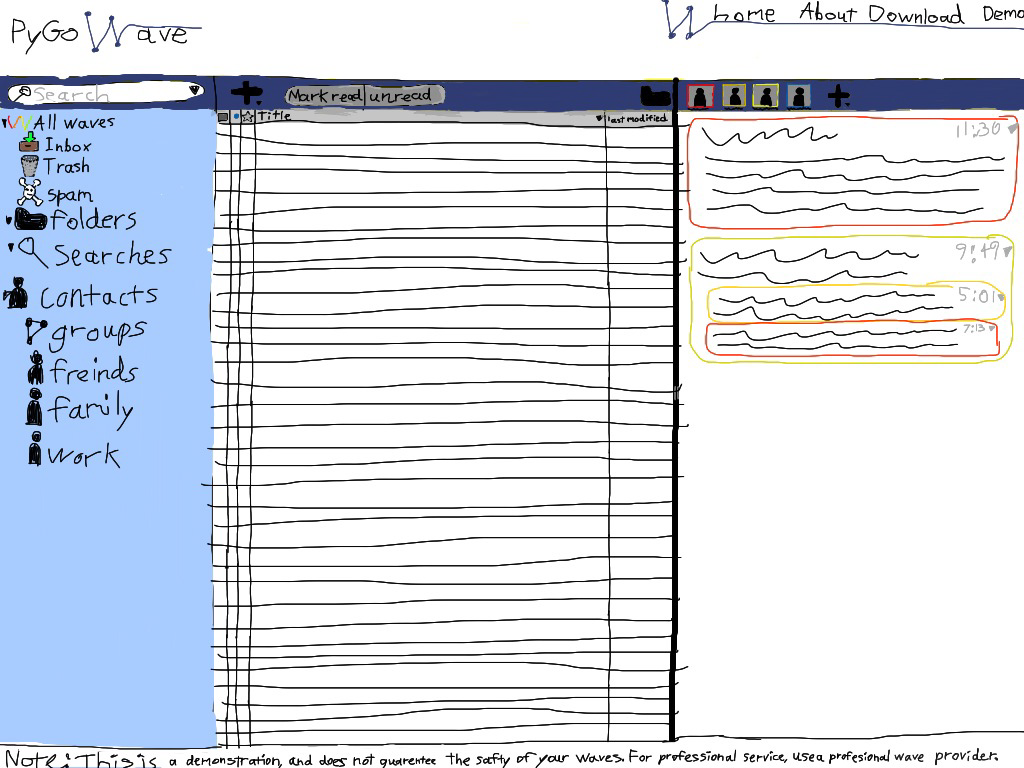 PyGo Wave
Home About Download Demo
Search
Mark read unread
Title
last modified
All waves
Inbox
Trash
spam
folders
Searches
Contacts
groups
freinds
family
work
11:30
9:49
5:01
7:13
Note: This is a demonstration, and does not guarentee the safty of your waves. For professional service, use a profesional wave provider.